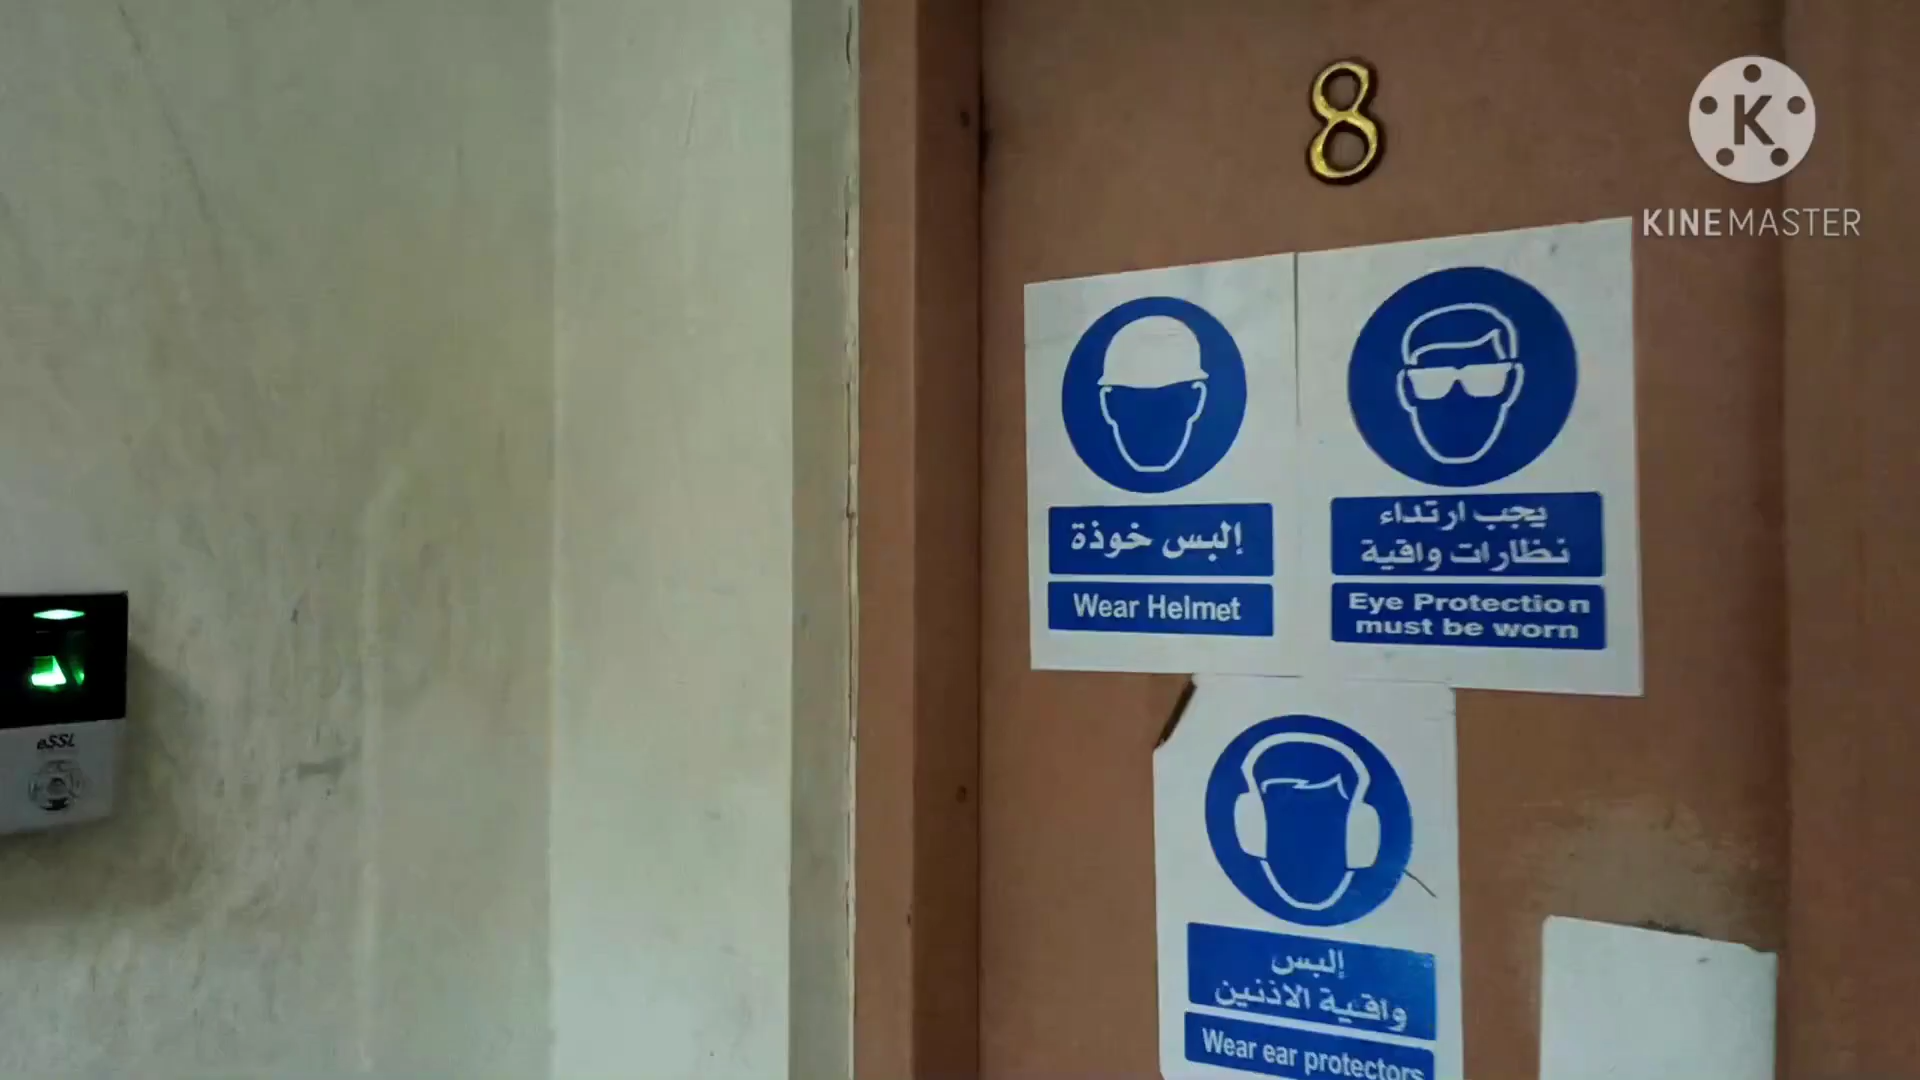 8
K
KINEMASTER
إلبس خوذة
Wear Helmet
يجب ارتداء
نظارات واقية
Eye Protection
must be worn
eSSL
إلبس
واقية الاذنين
Wear ear protectors